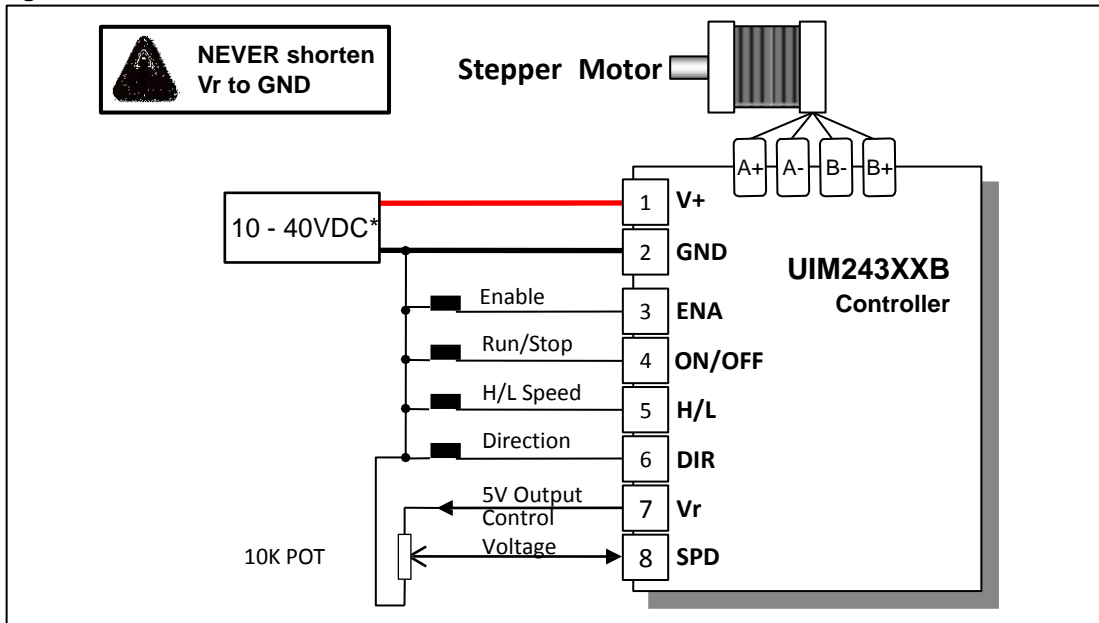 NEVER shorten
Vr to GND
Stepper Motor
A+ A- B- B+
10 - 40VDC*
1 V+
2 GND
UIM243XXB
Controller
Enable
3 ENA
Run/Stop
4 ON/OFF
H/L Speed
5 H/L
Direction
6 DIR
5V Output
7 Vr
Control
Voltage
10K POT
8 SPD